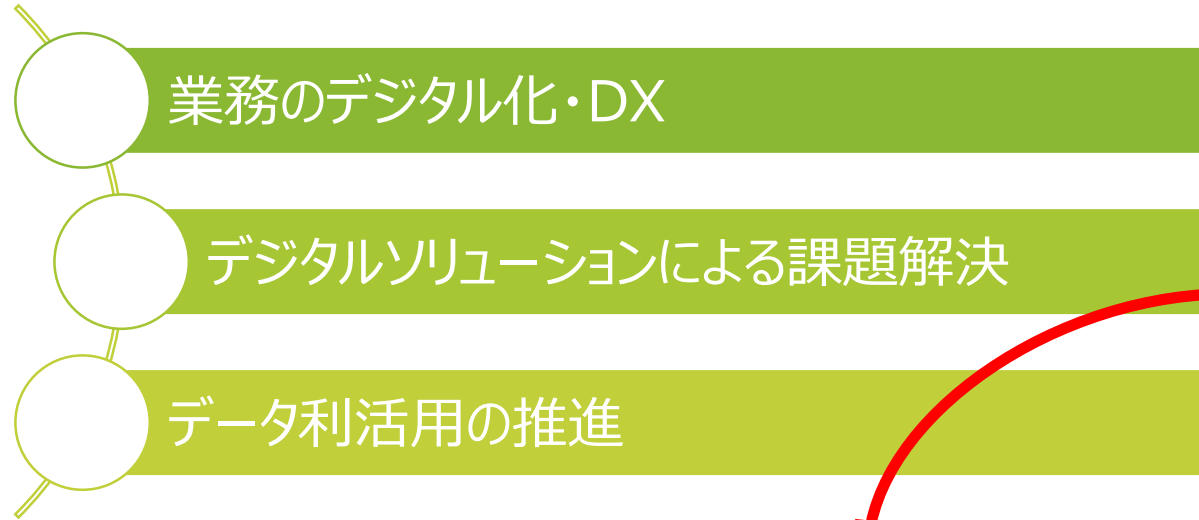 業務のデジタル化・DX
デジタルソリューションによる課題解決
データ利活用の推進